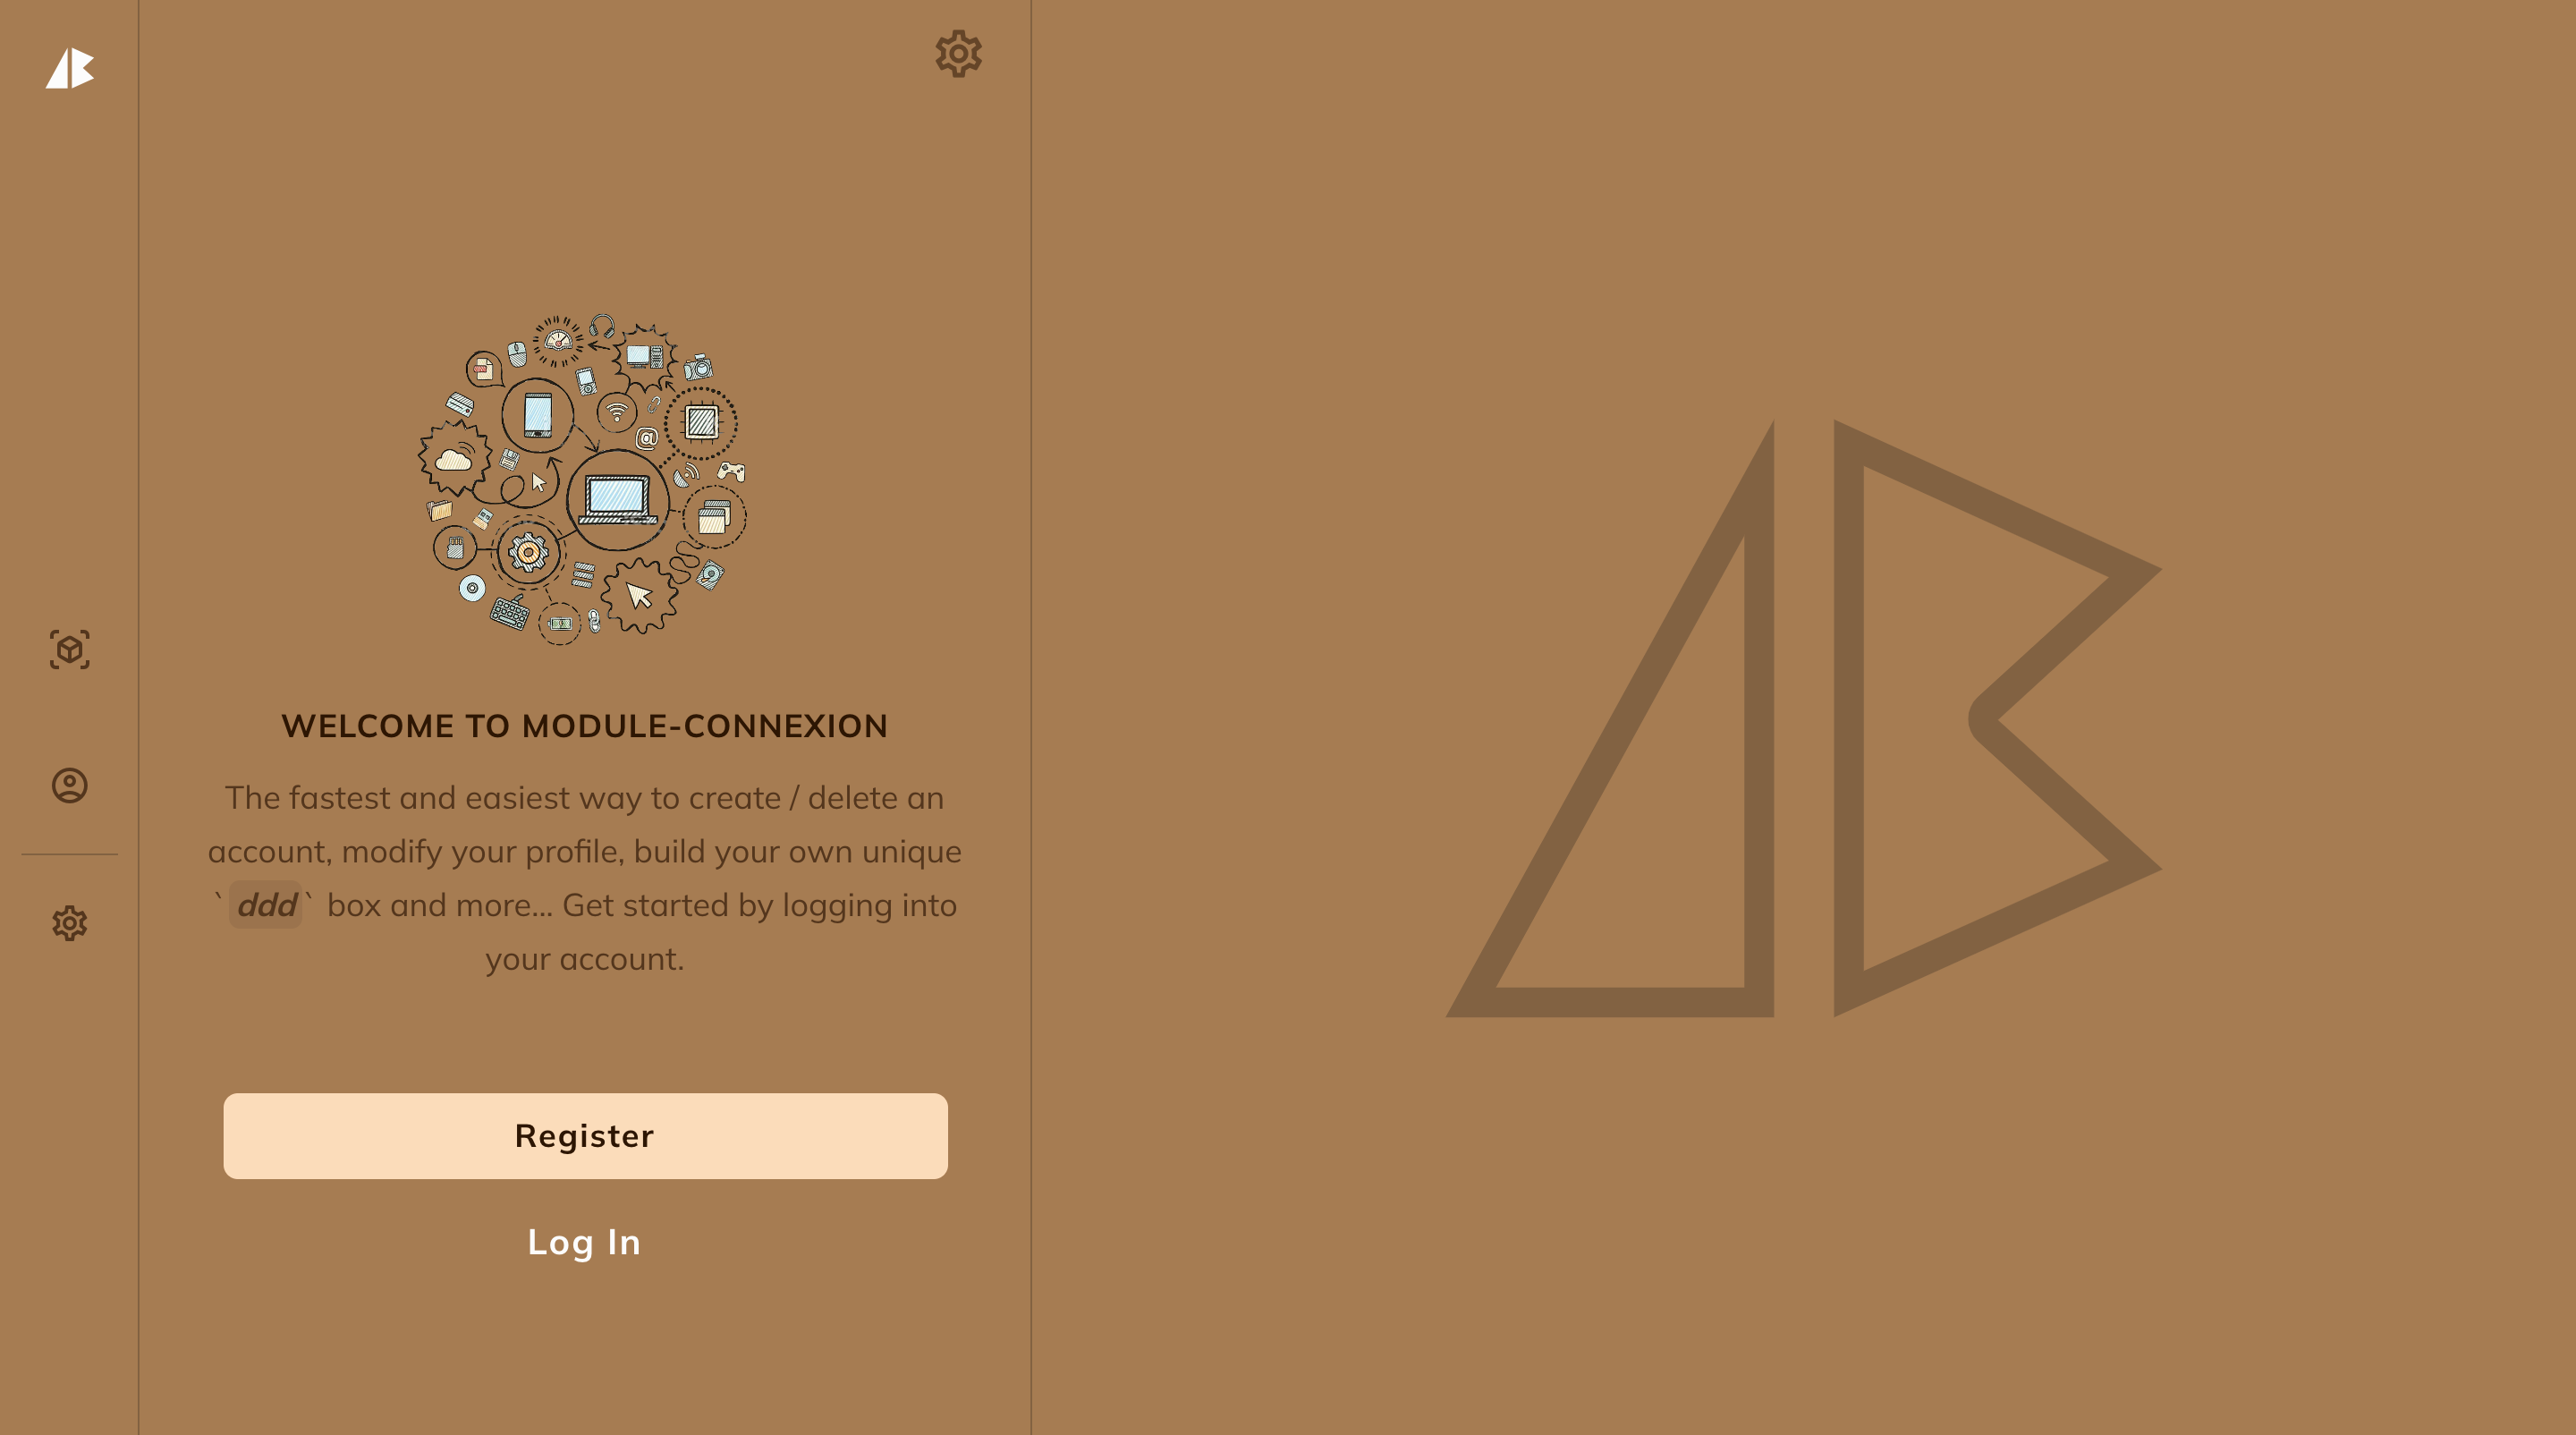 WELCOME TO MODULE-CONNEXION
The fastest and easiest way to create / delete an
account, modify your profile, build your own unique
` ddd ` box and more... Get started by logging into
your account.
Register
Log In